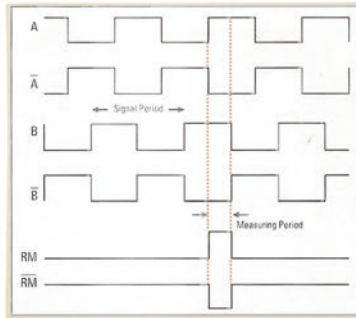 A
A̅
Signal Period
B
B̅
Measuring Period
RM
R̅M̅